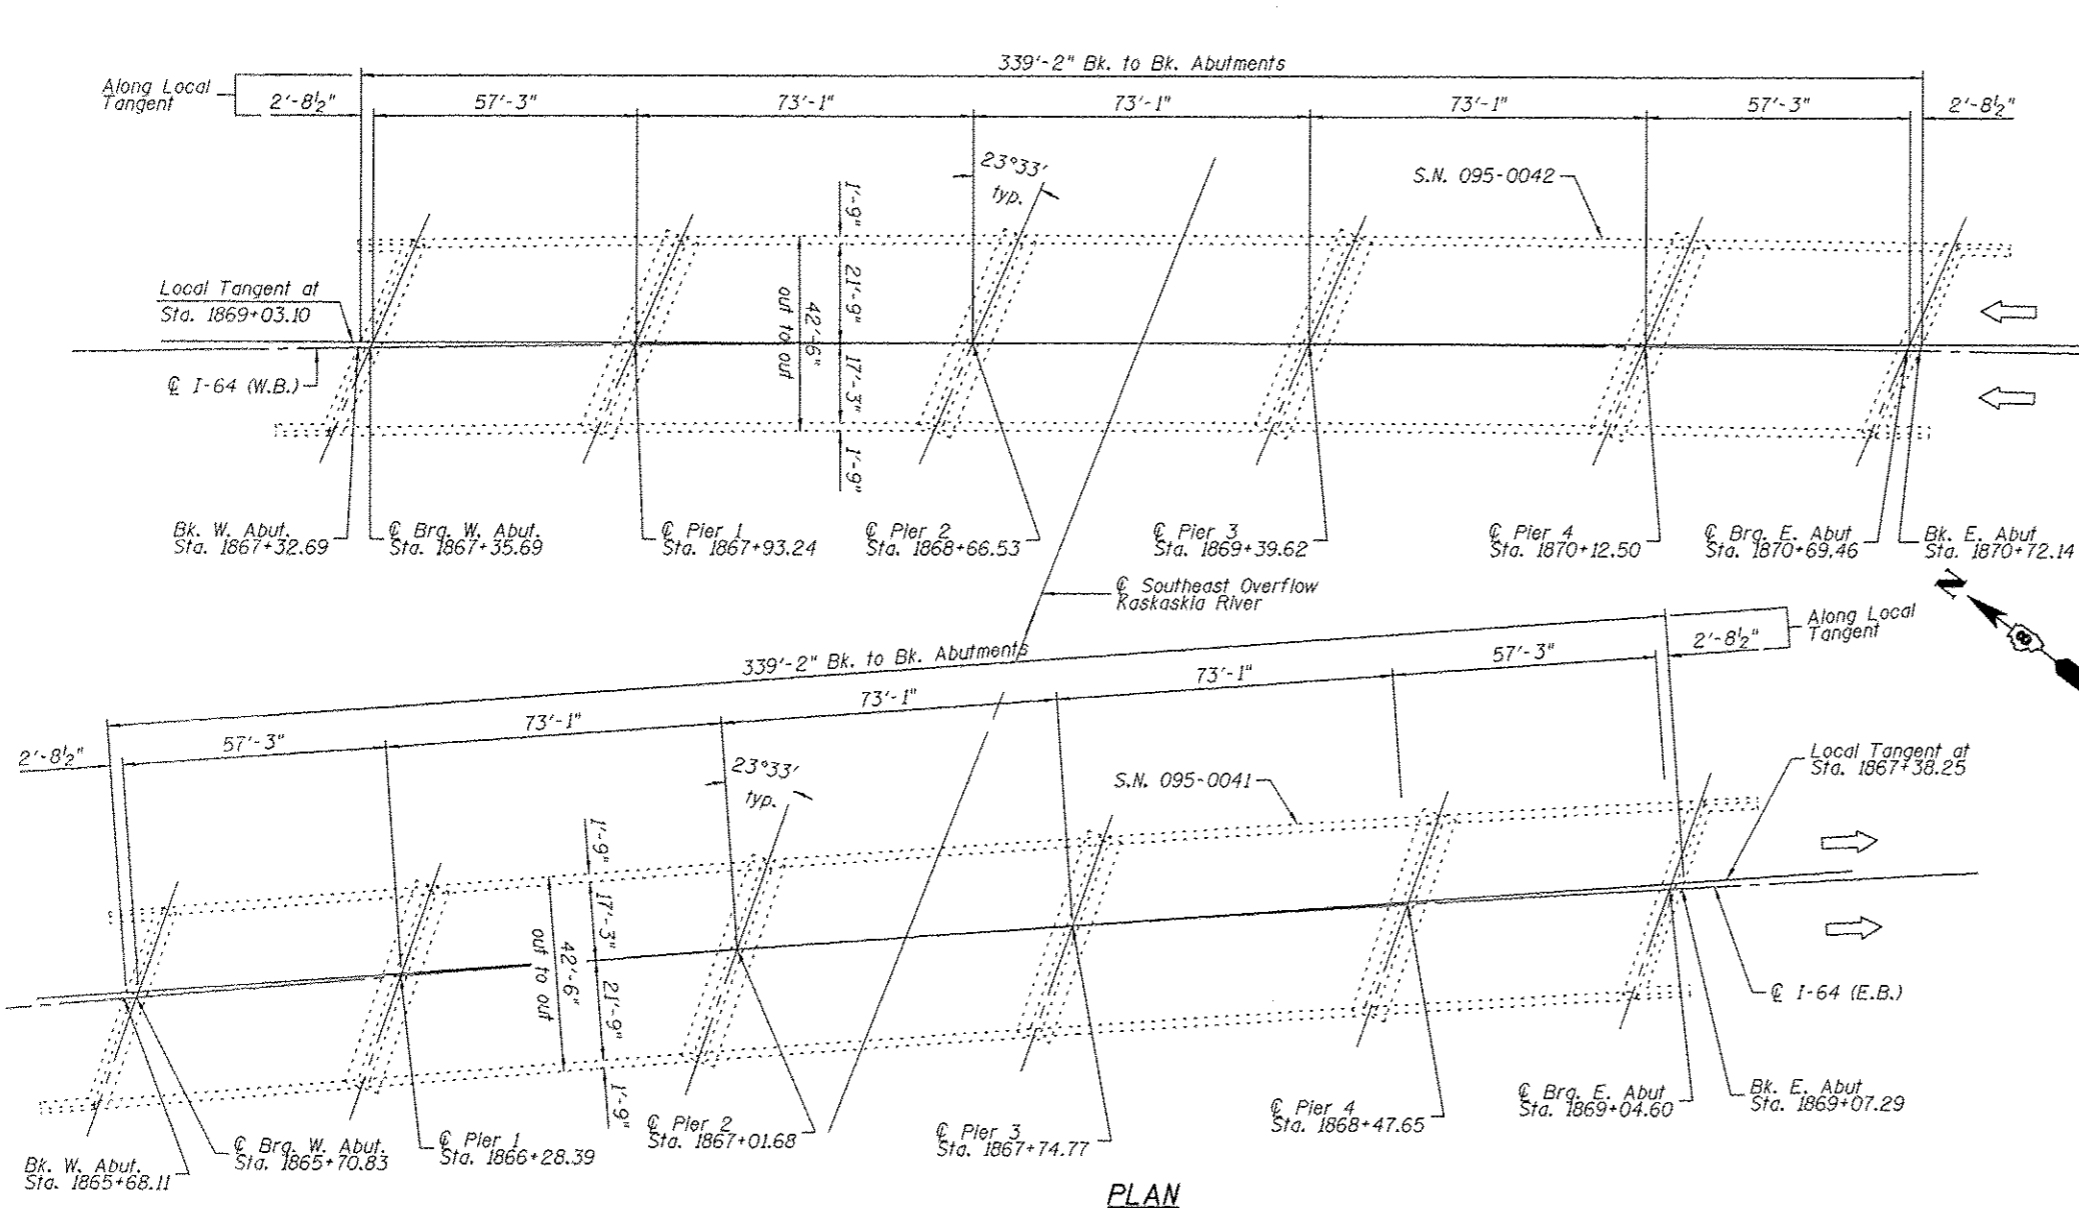 339'-2" Bk. to Bk. Abutments
Along Local
Tangent
2'-8½"
57'-3"
73'-1"
73'-1"
73'-1"
57'-3"
2'-8½"
23°33'
typ.
S.N. 095-0042
1'-9"
21'-9"
42'-6"
out to out
17'-3"
1'-9"
Local Tangent at
Sta. 1869+03.10
℄ I-64 (W.B.)
Bk. W. Abut.
Sta. 1867+32.69
℄ Brg. W. Abut.
Sta. 1867+35.69
℄ Pier 1
Sta. 1867+93.24
℄ Pier 2
Sta. 1868+66.53
℄ Pier 3
Sta. 1869+39.62
℄ Pier 4
Sta. 1870+12.50
℄ Brg. E. Abut
Sta. 1870+69.46
Bk. E. Abut
Sta. 1870+72.14
℄ Southeast Overflow
Kaskaskia River
N
339'-2" Bk. to Bk. Abutments
Along Local
Tangent
2'-8½"
57'-3"
73'-1"
73'-1"
73'-1"
57'-3"
2'-8½"
23°33'
typ.
S.N. 095-0041
Local Tangent at
Sta. 1867+38.25
1'-9"
17'-3"
42'-6"
out to out
21'-9"
1'-9"
℄ I-64 (E.B.)
Bk. W. Abut.
Sta. 1865+68.11
℄ Brg. W. Abut.
Sta. 1865+70.83
℄ Pier 1
Sta. 1866+28.39
℄ Pier 2
Sta. 1867+01.68
℄ Pier 3
Sta. 1867+74.77
℄ Pier 4
Sta. 1868+47.65
℄ Brg. E. Abut
Sta. 1869+04.60
Bk. E. Abut
Sta. 1869+07.29
PLAN